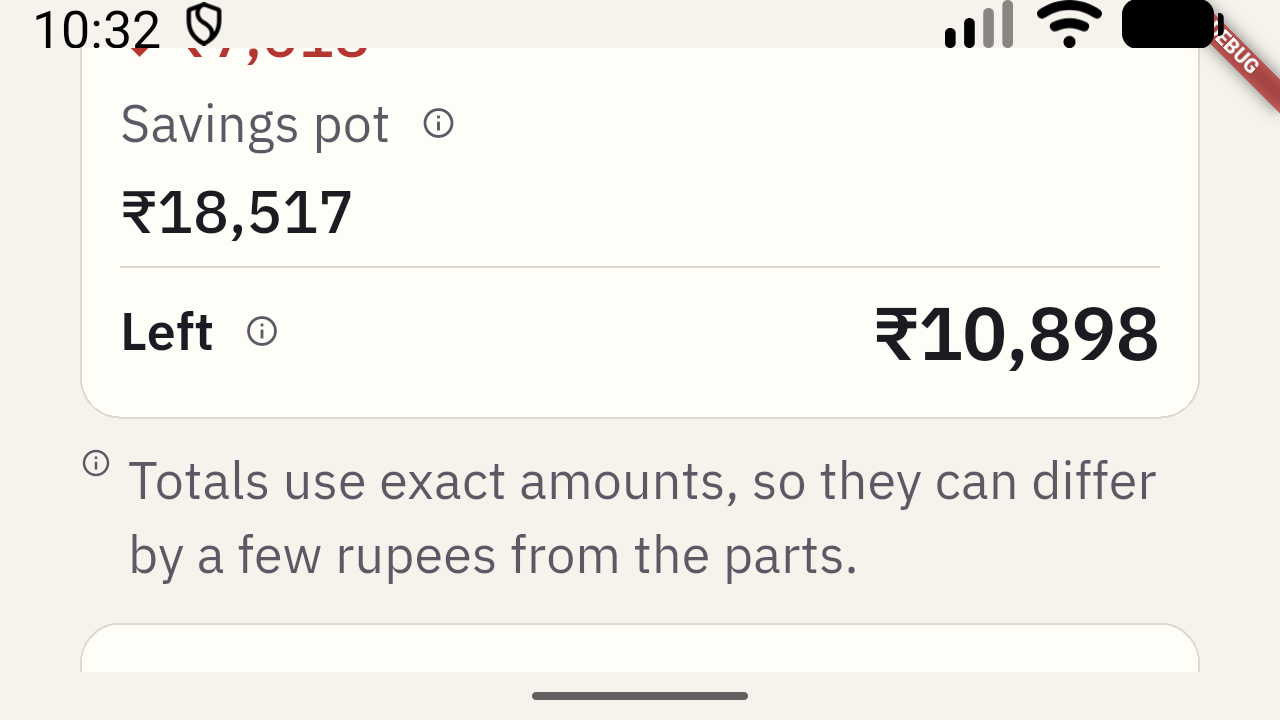 10:32
DEBUG
Savings pot
₹18,517
Left
₹10,898
Totals use exact amounts, so they can differ
by a few rupees from the parts.